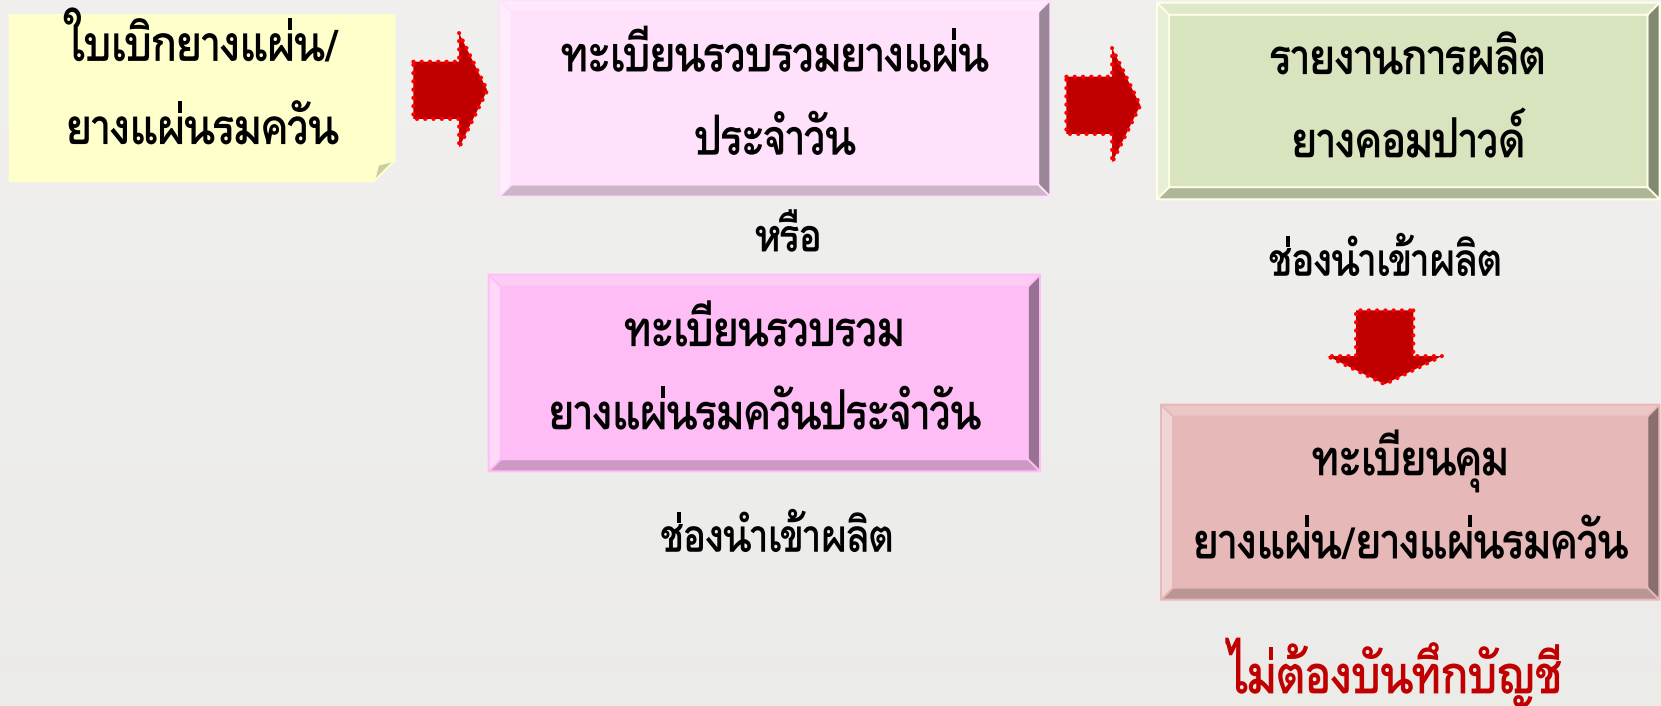 ใบเบิกยางแผ่น/
ยางแผ่นรมควัน
ทะเบียนรวบรวมยางแผ่น
ประจำวัน
หรือ
ทะเบียนรวบรวม
ยางแผ่นรมควันประจำวัน
ช่องนำเข้าผลิต
รายงานการผลิต
ยางคอมปาวด์
ช่องนำเข้าผลิต
ทะเบียนคุม
ยางแผ่น/ยางแผ่นรมควัน
ไม่ต้องบันทึกบัญชี